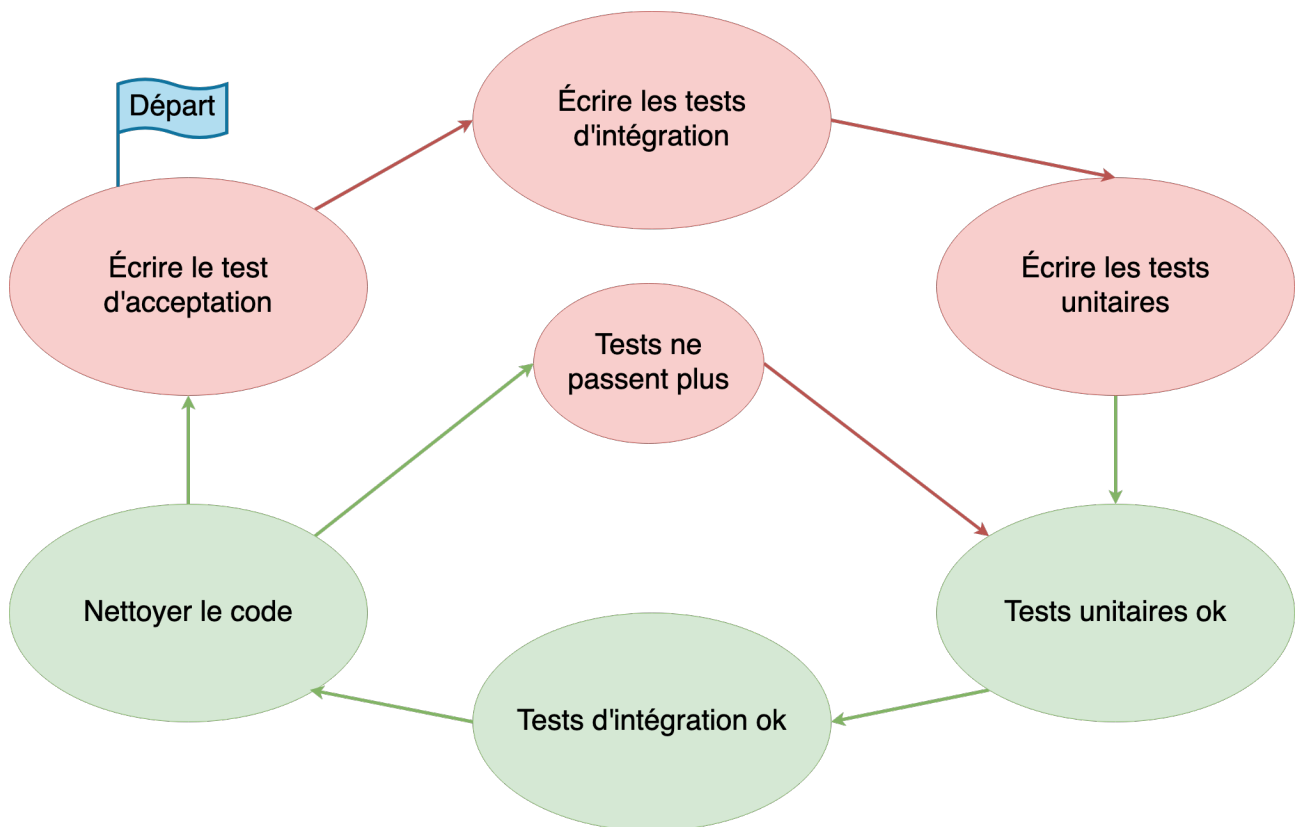 Départ
Écrire les tests
d'intégration
Écrire le test
d'acceptation
Écrire les tests
unitaires
Tests ne
passent plus
Nettoyer le code
Tests unitaires ok
Tests d'intégration ok